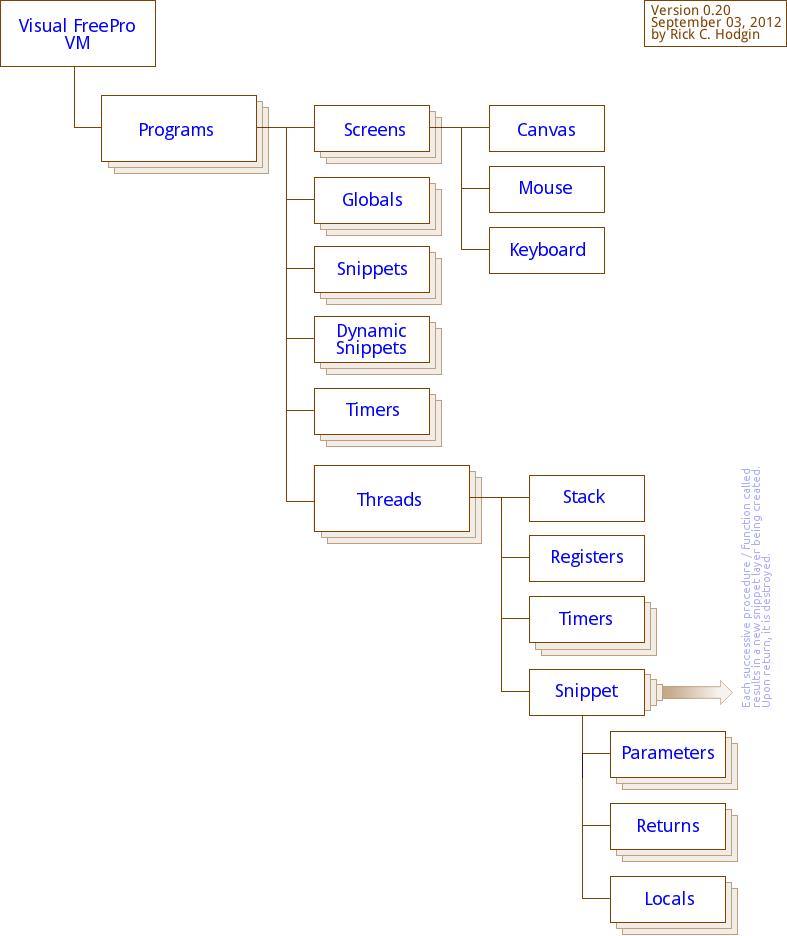 Visual FreePro
VM
Version 0.20
September 03, 2012
by Rick C. Hodgin
Programs
Screens
Canvas
Mouse
Keyboard
Globals
Snippets
Dynamic
Snippets
Timers
Threads
Stack
Registers
Timers
Snippet
Each successive procedure / function called
results in a new snippet layer being created.
Upon return, it is destroyed.
Parameters
Returns
Locals